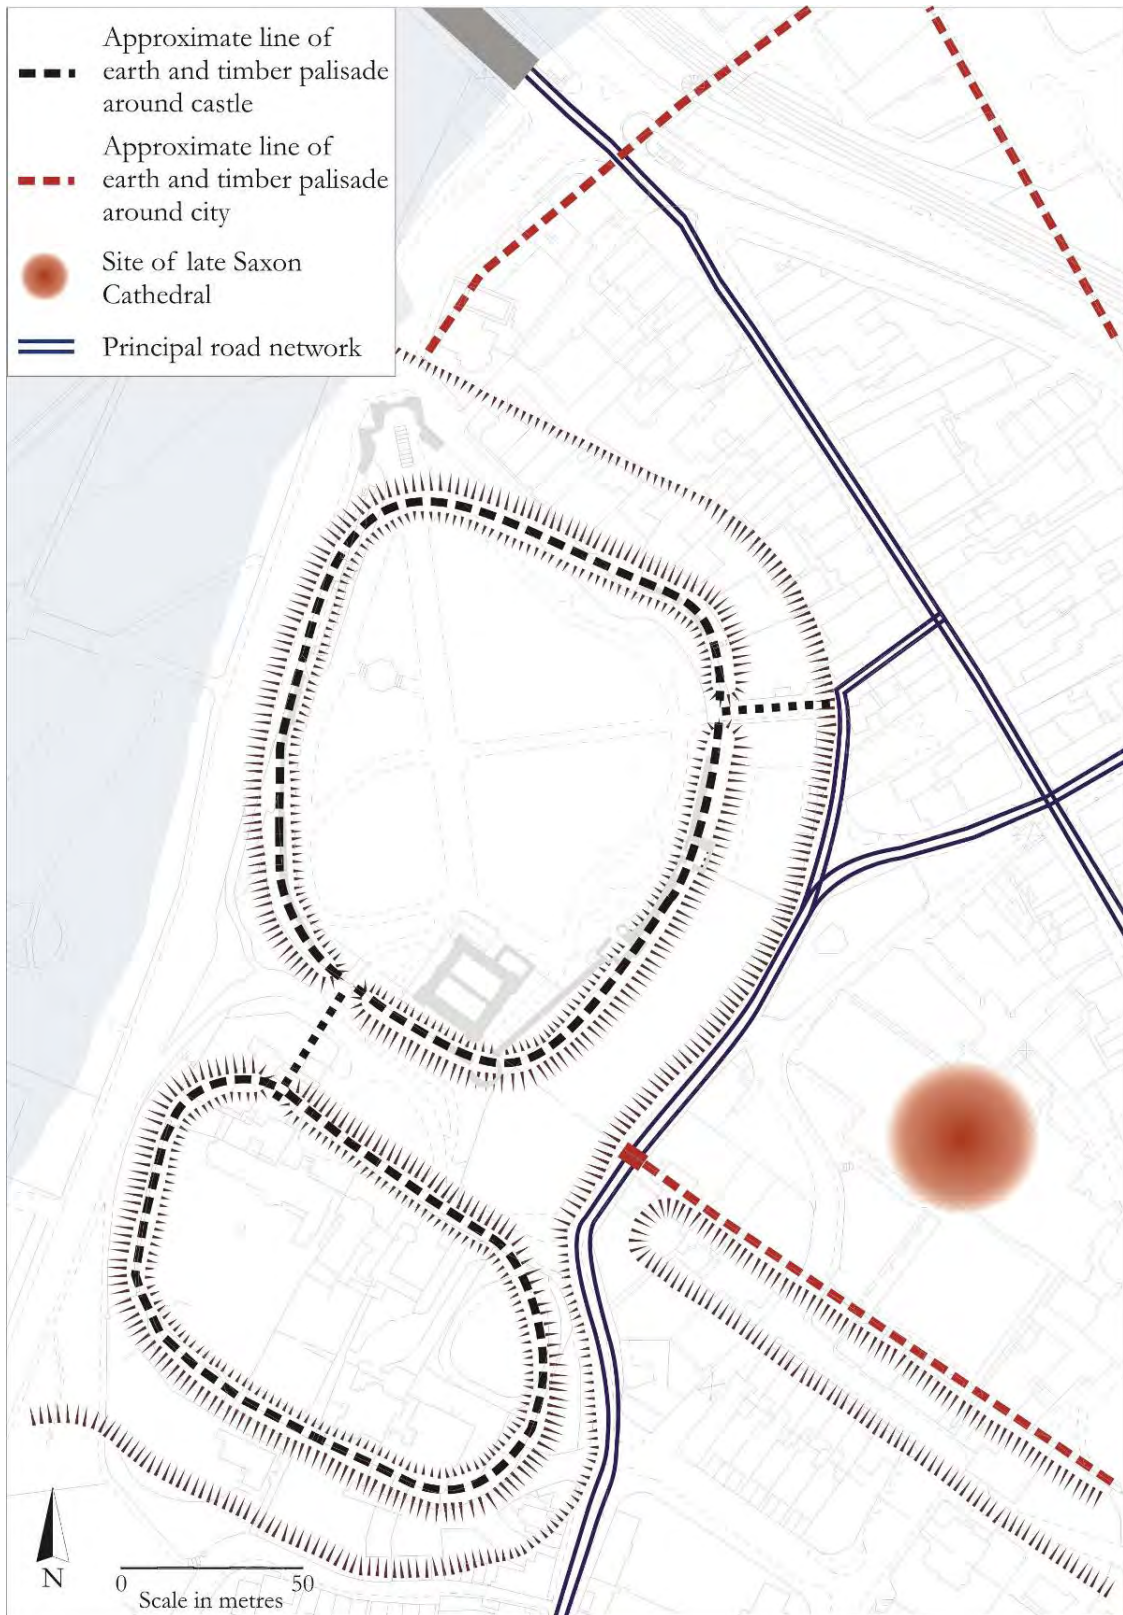 Approximate line of
earth and timber palisade
around castle
Approximate line of
earth and timber palisade
around city
Site of late Saxon
Cathedral
Principal road network
N
0 50
Scale in metres